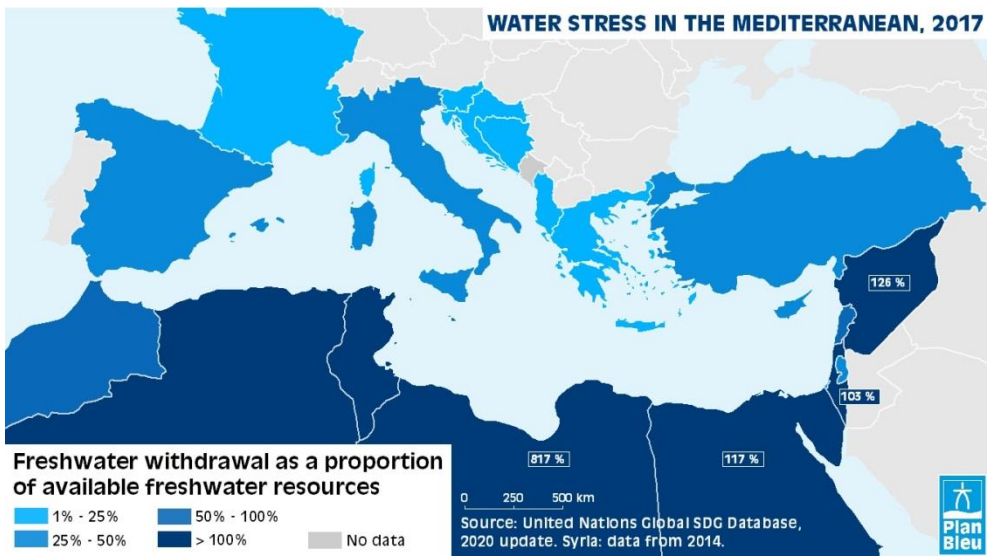 WATER STRESS IN THE MEDITERRANEAN, 2017
126 %
103 %
817 %
117 %
Freshwater withdrawal as a proportion
of available freshwater resources
1% - 25%
50% - 100%
25% - 50%
> 100%
No data
0 250 500 km
Source: United Nations Global SDG Database,
2020 update. Syria: data from 2014.
Plan
Bleu